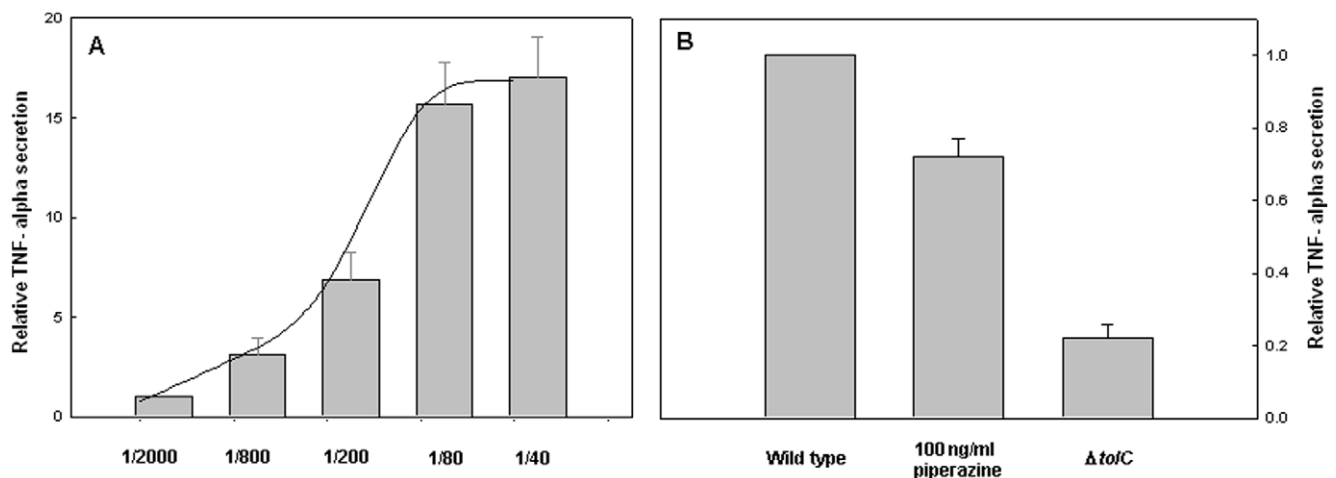 A
Relative TNF- alpha secretion
20
15
10
5
0
1/2000 1/800 1/200 1/80 1/40
B
1.0
0.8
0.6
0.4
0.2
0.0
Relative TNF- alpha secretion
Wild type
100 ng/ml
piperazine
Δ tolC